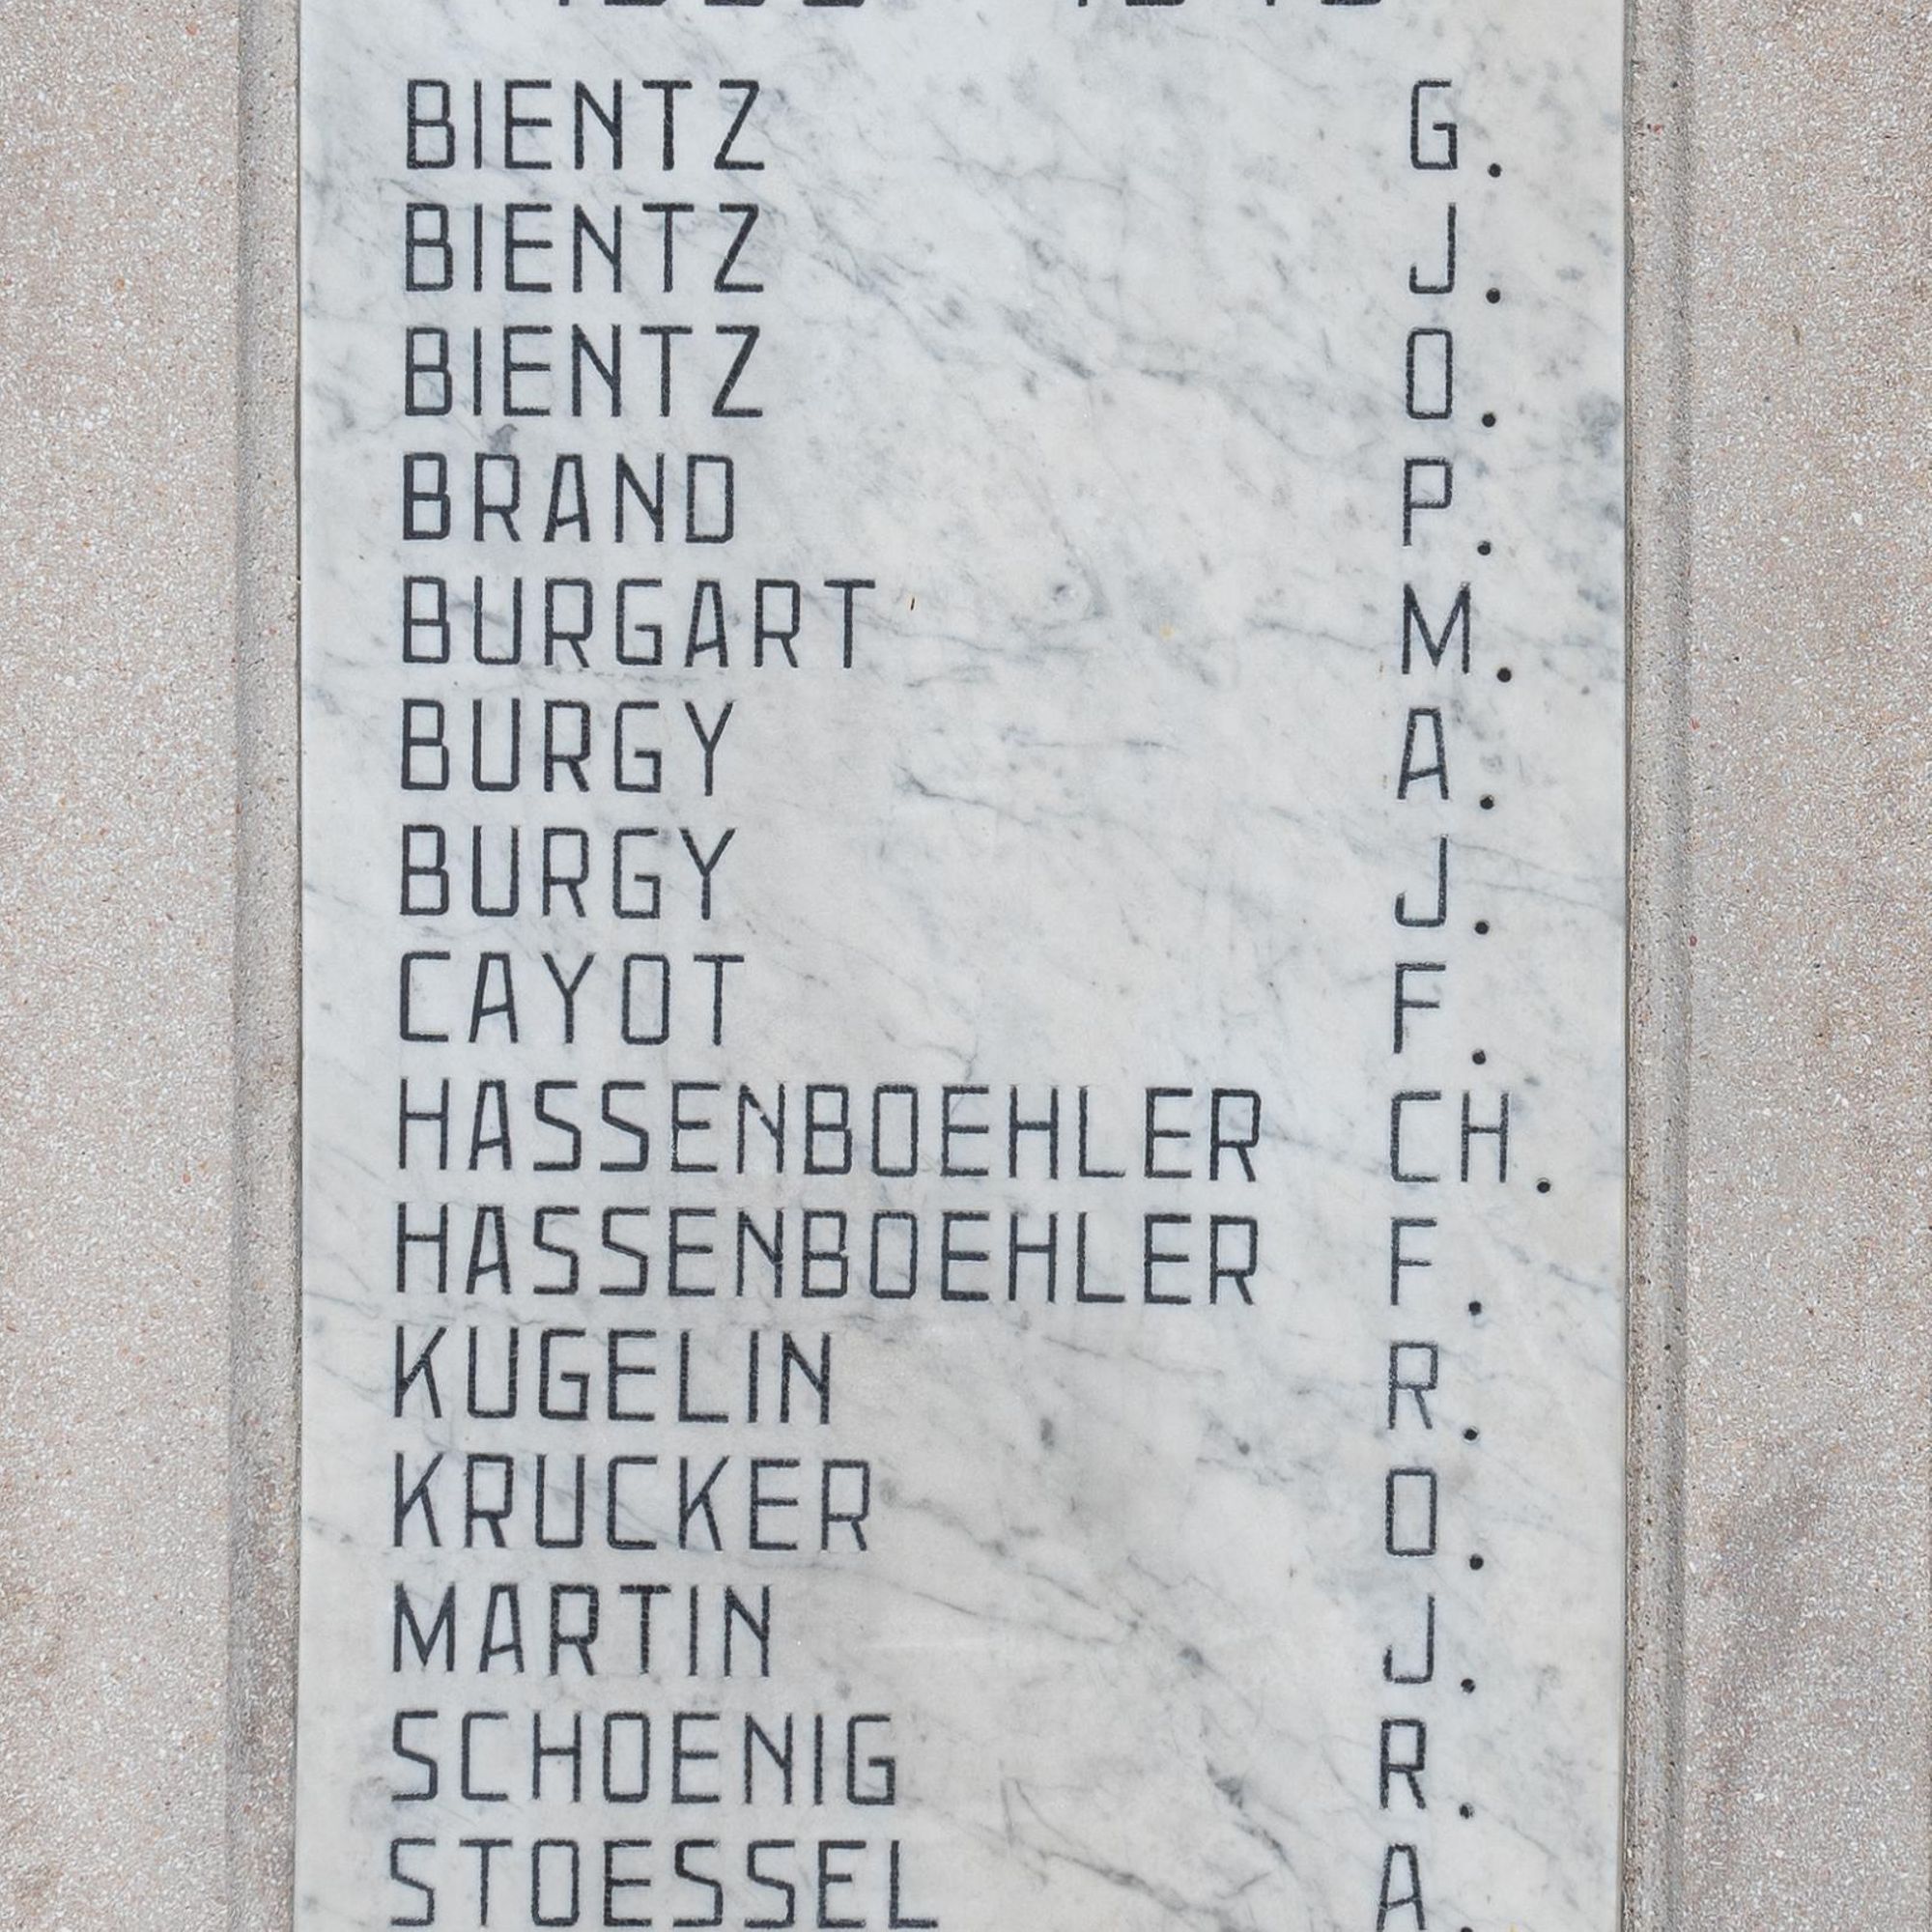 BIENTZ G.
BIENTZ J.
BIENTZ O.
BRAND P.
BURGART M.
BURGY A.
BURGY J.
CAYOT F.
HASSENBOEHLER CH.
HASSENBOEHLER F.
KUGELIN R.
KRUCKER O.
MARTIN J.
SCHOENIG R.
STOESSEL A.